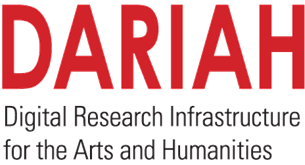 DARIAH
Digital Research Infrastructure
for the Arts and Humanities